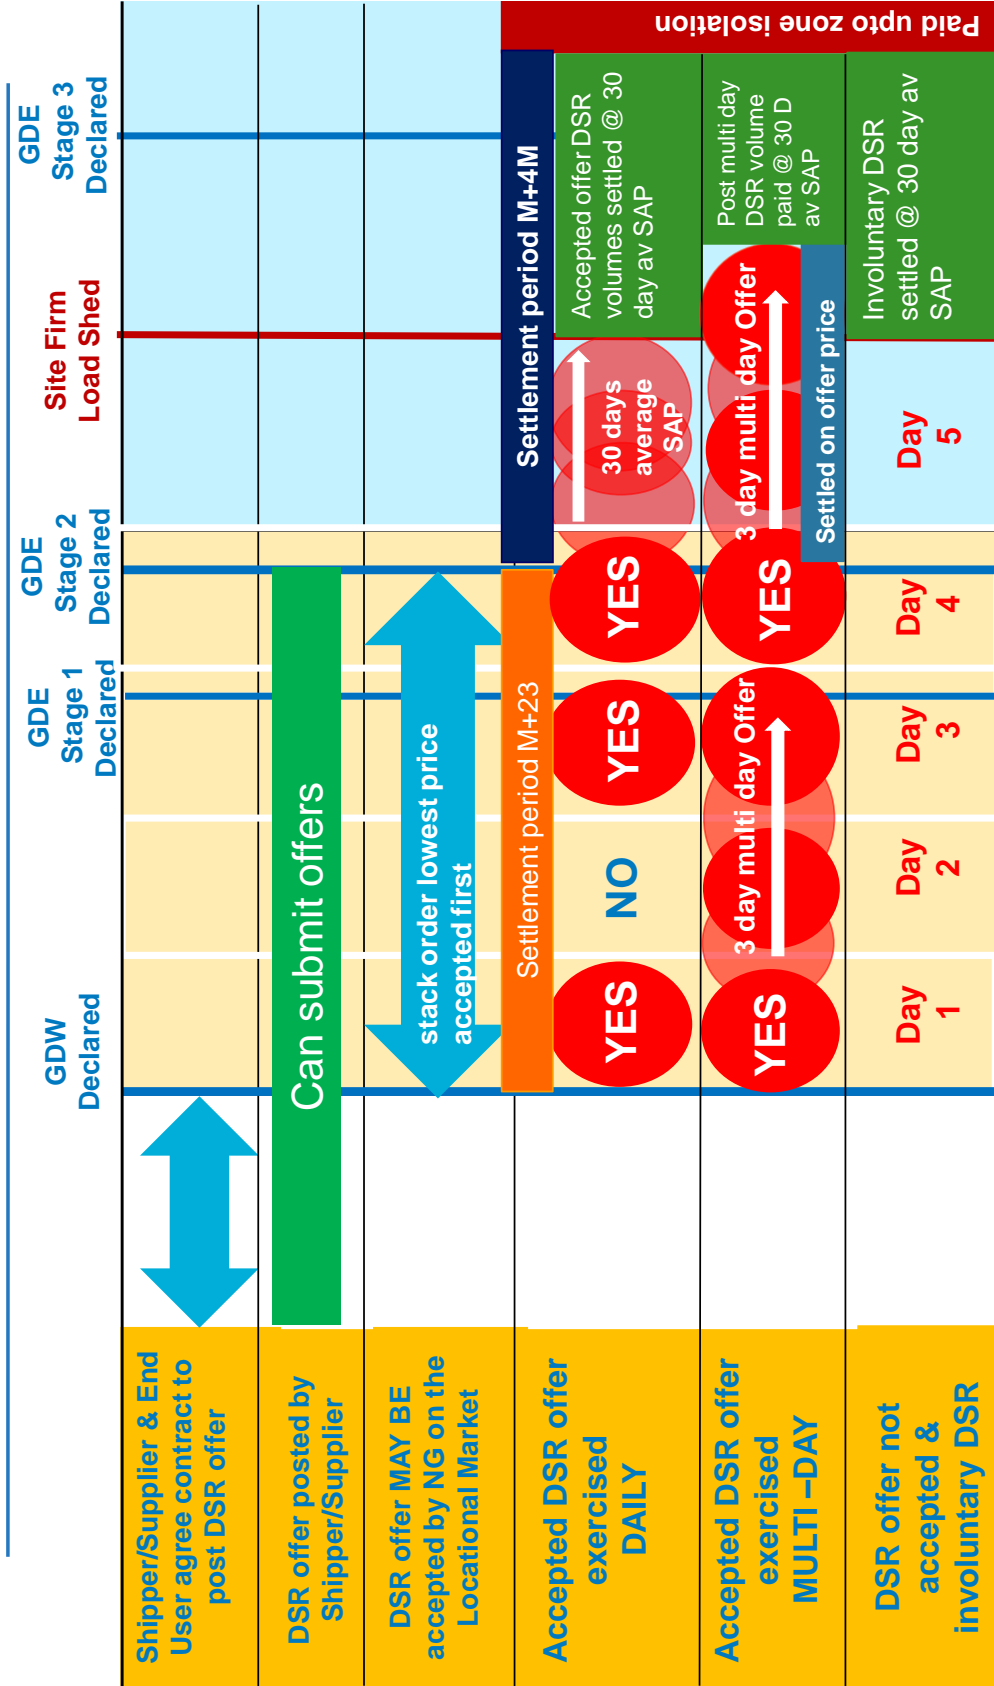 GDW
Declared
GDE
Stage 1
Declared
GDE
Stage 2
Declared
Site Firm
Load Shed
GDE
Stage 3
Declared
Shipper/Supplier & End
User agree contract to
post DSR offer
DSR offer posted by
Shipper/Supplier
Can submit offers
DSR offer MAY BE
accepted by NG on the
Locational Market
stack order lowest price
accepted first
Settlement period M+23
Settlement period M+4M
Paid upto zone isolation
Accepted DSR offer
exercised
DAILY
YES
NO
YES
YES
30 days
average
SAP
Accepted offer DSR
volumes settled @ 30
day av SAP
Accepted DSR offer
exercised
MULTI –DAY
YES
3 day multi day Offer
YES
3 day multi day Offer
Settled on offer price
Post multi day
DSR volume
paid @ 30 D
av SAP
DSR offer not
accepted &
involuntary DSR
Day
1
Day
2
Day
3
Day
4
Day
5
Involuntary DSR
settled @ 30 day av
SAP